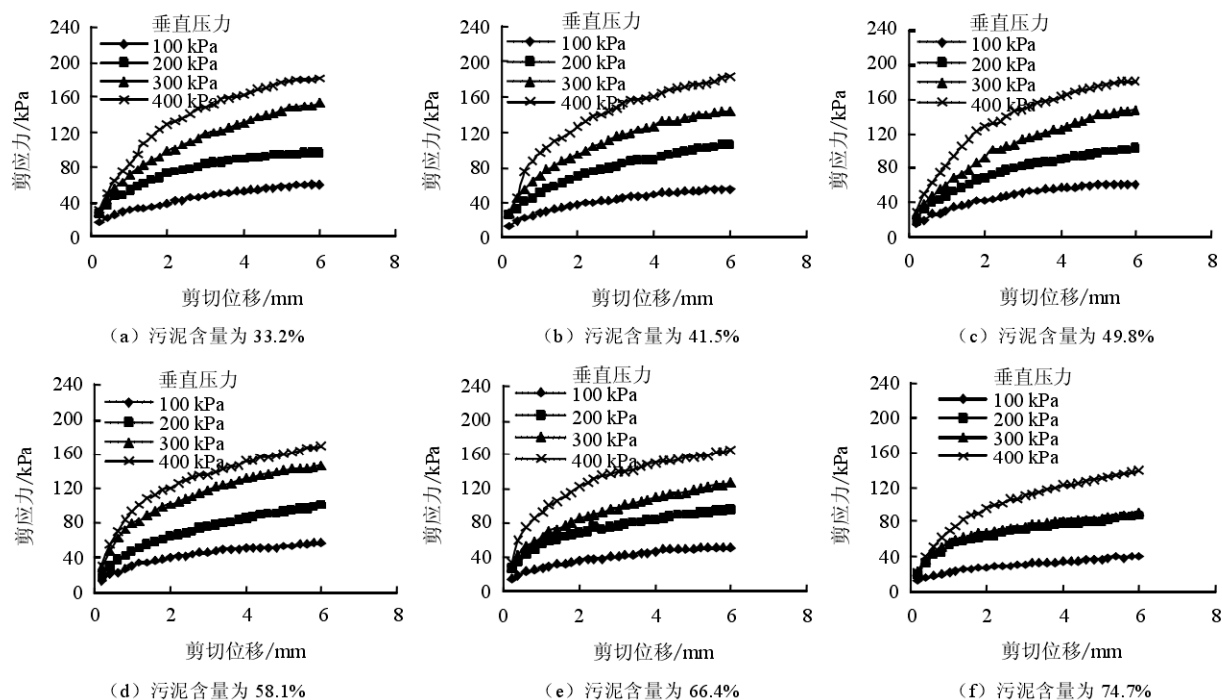 垂直压力
240
200
160
120
80
40
0
100 kPa
200 kPa
300 kPa
400 kPa
剪应力/kPa
0 2 4 6 8
剪切位移/mm
(a) 污泥含量为 33.2%
垂直压力
240
200
160
120
80
40
0
100 kPa
200 kPa
300 kPa
400 kPa
剪应力/kPa
0 2 4 6 8
剪切位移/mm
(b) 污泥含量为 41.5%
垂直压力
240
200
160
120
80
40
0
100 kPa
200 kPa
300 kPa
400 kPa
剪应力/kPa
0 2 4 6 8
剪切位移/mm
(c) 污泥含量为 49.8%
垂直压力
240
200
160
120
80
40
0
100 kPa
200 kPa
300 kPa
400 kPa
剪应力/kPa
0 2 4 6 8
剪切位移/mm
(d) 污泥含量为 58.1%
垂直压力
240
200
160
120
80
40
0
100 kPa
200 kPa
300 kPa
400 kPa
剪应力/kPa
0 2 4 6 8
剪切位移/mm
(e) 污泥含量为 66.4%
垂直压力
240
200
160
120
80
40
0
100 kPa
200 kPa
300 kPa
400 kPa
剪应力/kPa
0 2 4 6 8
剪切位移/mm
(f) 污泥含量为 74.7%